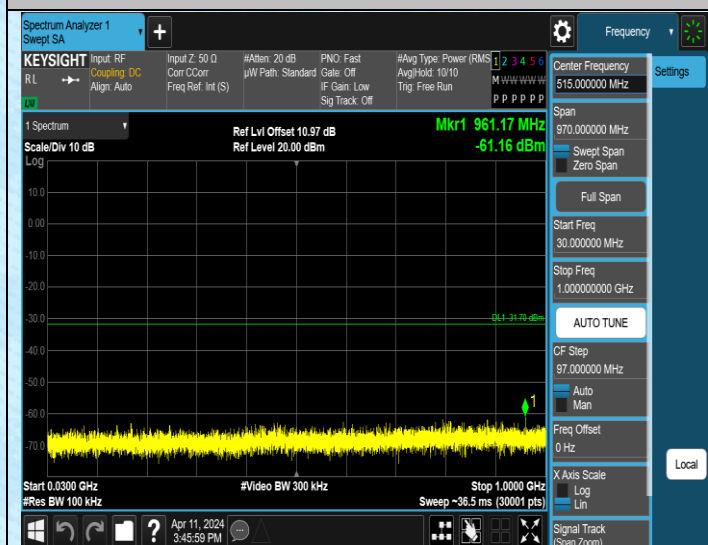 Spectrum Analyzer 1
Swept SA
Frequency
KEYSIGHT
RL
LXI
Input: RF
Coupling: DC
Align: Auto
Input Z: 50 Ω
Corr CCorr
Freq Ref: Int (S)
#Atten: 20 dB
µW Path: Standard
PNO: Fast
Gate: Off
IF Gain: Low
Sig Track: Off
#Avg Type: Power (RMS
Avg|Hold: 10/10
Trig: Free Run
1 2 3 4 5 6
M W W W W W
P P P P P P
Center Frequency
515.000000 MHz
Settings
Span
970.000000 MHz
Swept Span
Zero Span
Full Span
Start Freq
30.000000 MHz
Stop Freq
1.000000000 GHz
AUTO TUNE
CF Step
97.000000 MHz
Auto
Man
Freq Offset
0 Hz
X Axis Scale
Log
Lin
Signal Track
(Span Zoom)
Local
1 Spectrum
Scale/Div 10 dB
Ref Lvl Offset 10.97 dB
Ref Level 20.00 dBm
Mkr1 961.17 MHz
-61.16 dBm
Log
10.0
0.00
-10.0
-20.0
-30.0
DL1 -31.70 dBm
-40.0
-50.0
1
-60.0
-70.0
Start 0.0300 GHz
#Video BW 300 kHz
Stop 1.0000 GHz
#Res BW 100 kHz
Sweep ~36.5 ms (30001 pts)
?
Apr 11, 2024
3:45:59 PM